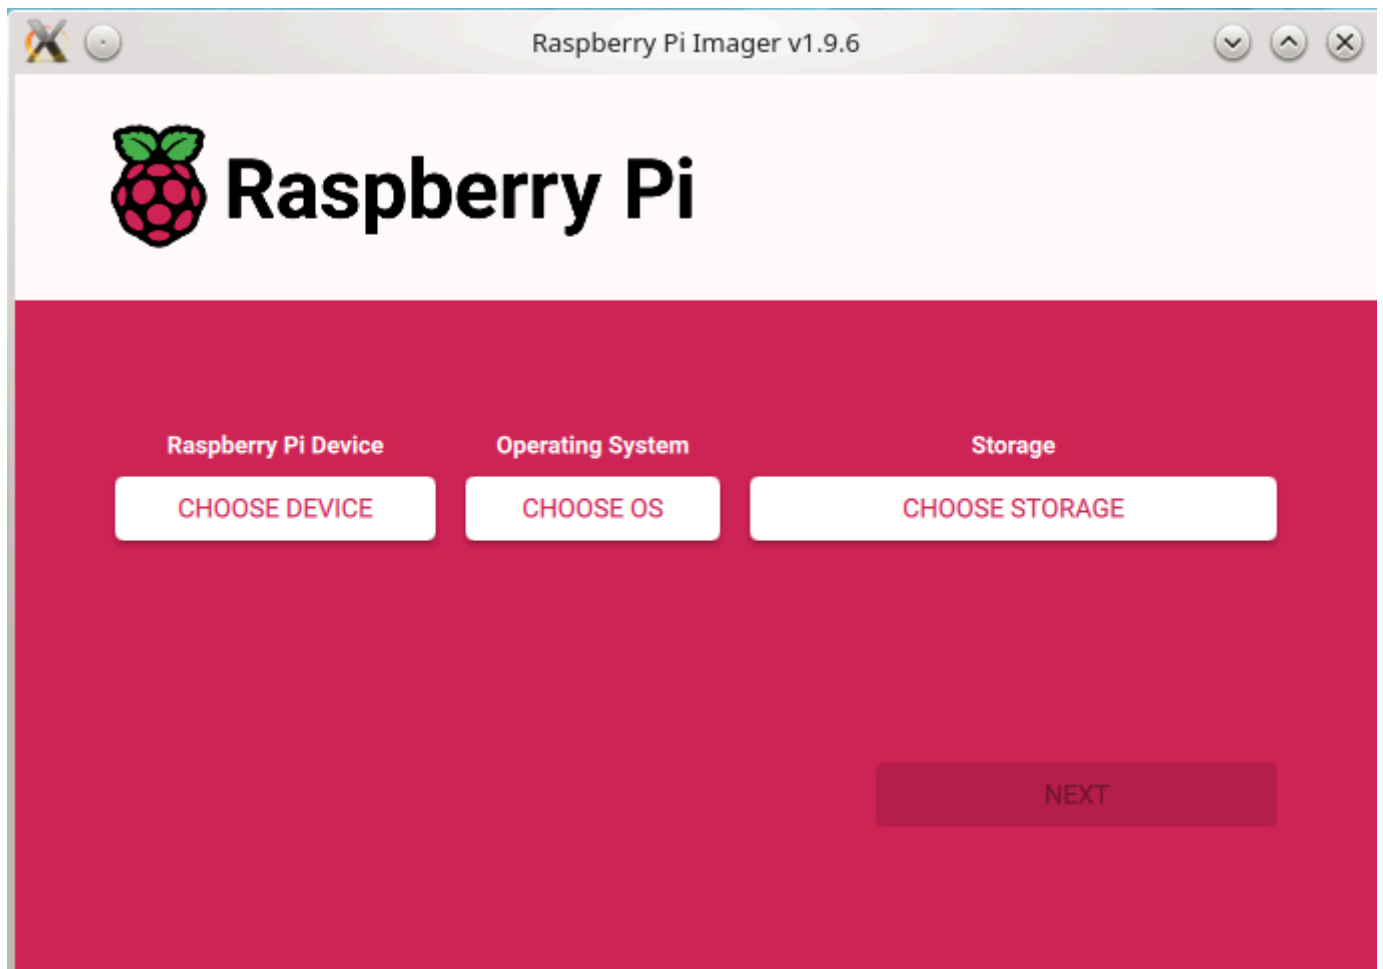 Raspberry Pi Imager v1.9.6
Raspberry Pi
Raspberry Pi Device
Operating System
Storage
CHOOSE DEVICE
CHOOSE OS
CHOOSE STORAGE
NEXT